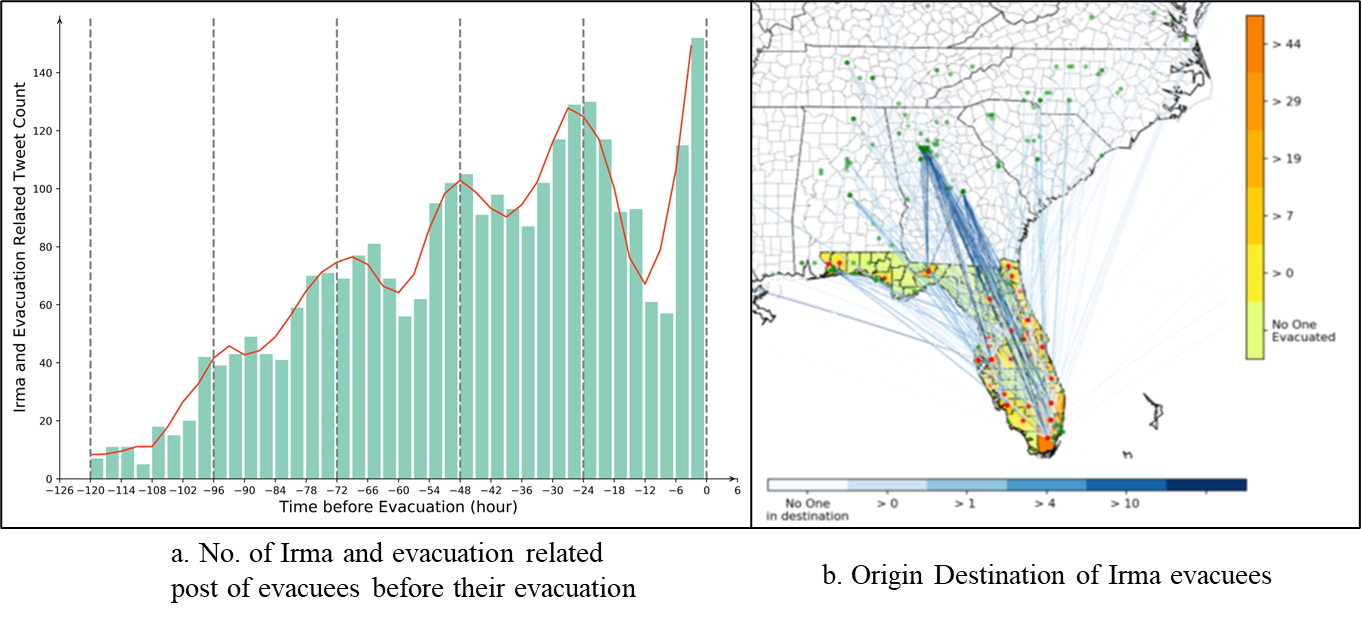 Irma and Evacuation Related Tweet Count
140
120
100
80
60
40
20
0
−126 −120 −114 −108 −102 −96 −90 −84 −78 −72 −66 −60 −54 −48 −42 −36 −30 −24 −18 −12 −6 0 6
Time before Evacuation (hour)
> 44
> 29
> 19
> 7
> 0
No One
Evacuated
No One
in destination
> 0
> 1
> 4
> 10
a. No. of Irma and evacuation related
post of evacuees before their evacuation
b. Origin Destination of Irma evacuees